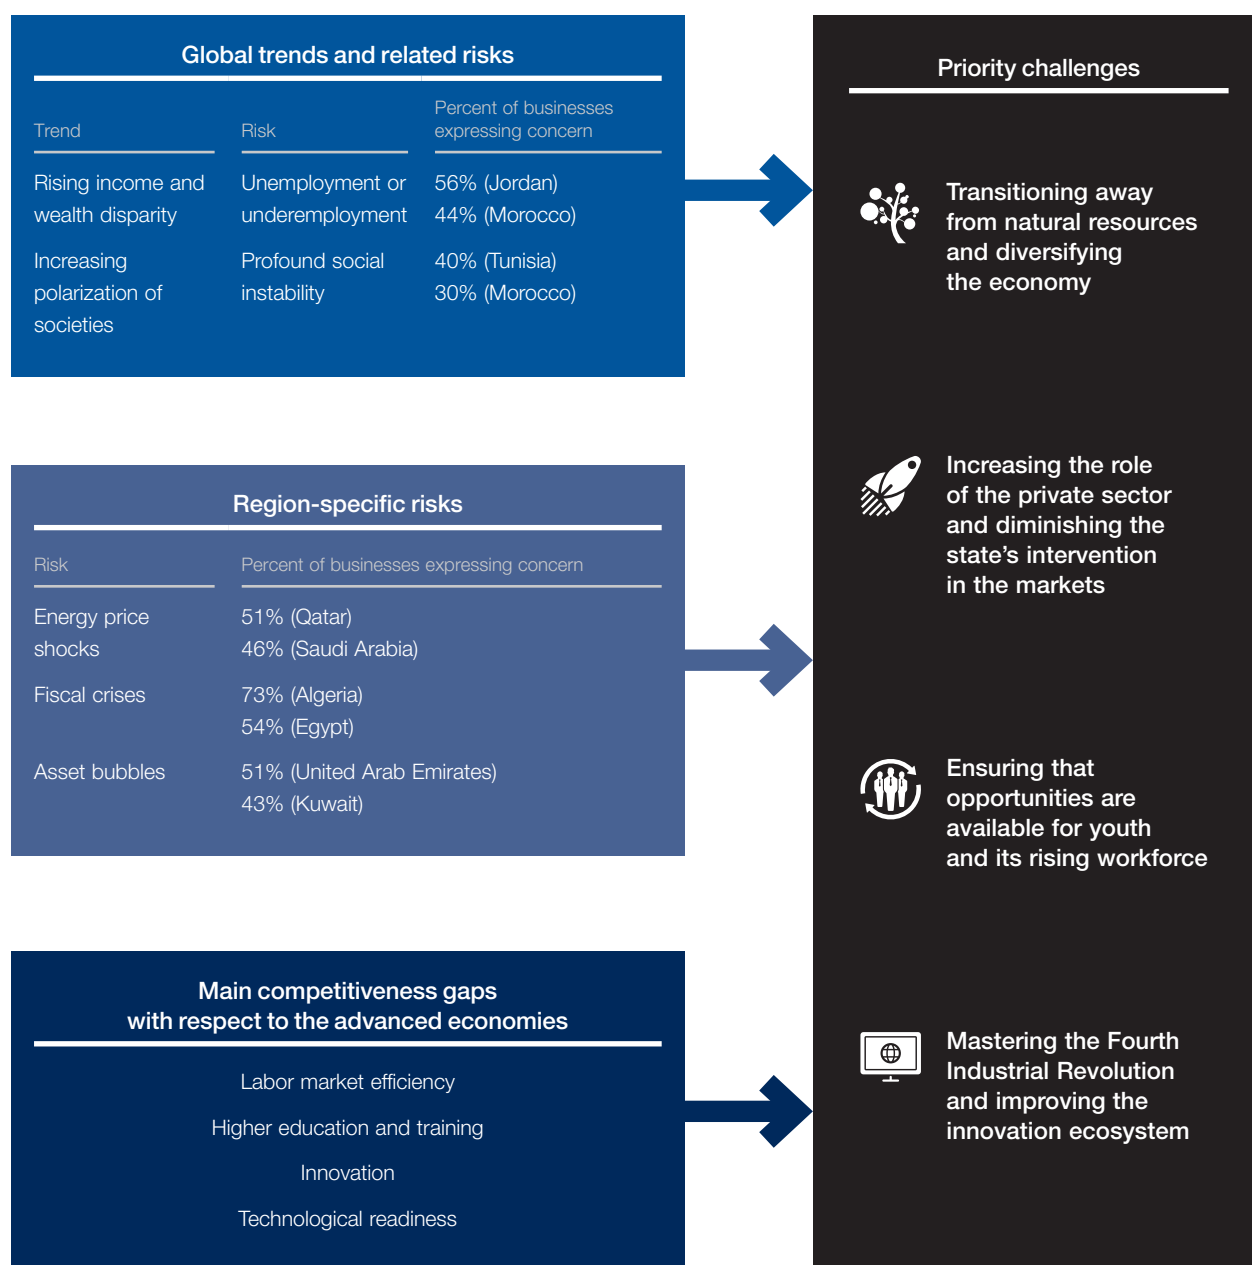 Global trends and related risks
Trend
Risk
Percent of businesses
expressing concern
Rising income and
wealth disparity
Unemployment or
underemployment
56% (Jordan)
44% (Morocco)
Increasing
polarization of
societies
Profound social
instability
40% (Tunisia)
30% (Morocco)
Region-specific risks
Risk
Percent of businesses expressing concern
Energy price
shocks
51% (Qatar)
46% (Saudi Arabia)
Fiscal crises
73% (Algeria)
54% (Egypt)
Asset bubbles
51% (United Arab Emirates)
43% (Kuwait)
Main competitiveness gaps
with respect to the advanced economies
Labor market efficiency
Higher education and training
Innovation
Technological readiness
Priority challenges
Transitioning away
from natural resources
and diversifying
the economy
Increasing the role
of the private sector
and diminishing the
state’s intervention
in the markets
Ensuring that
opportunities are
available for youth
and its rising workforce
Mastering the Fourth
Industrial Revolution
and improving the
innovation ecosystem